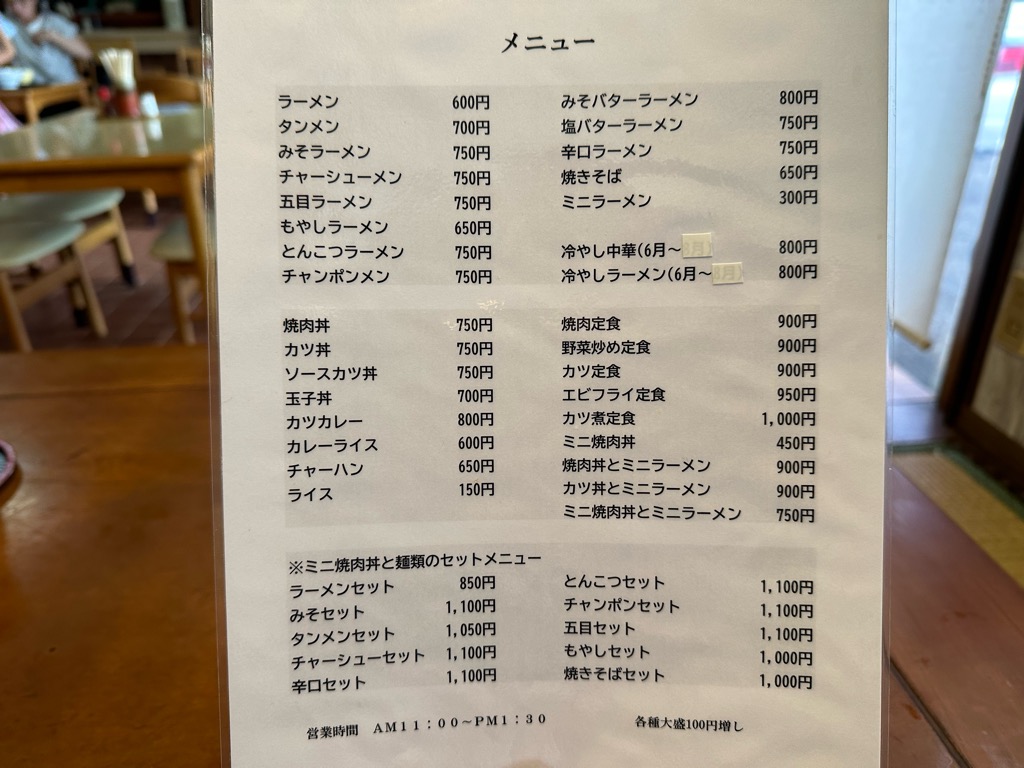 メニュー
ラーメン 600円
タンメン 700円
みそラーメン 750円
チャーシューメン 750円
五目ラーメン 750円
もやしラーメン 650円
とんこつラーメン 750円
チャンポンメン 750円
みそバターラーメン 800円
塩バターラーメン 750円
辛口ラーメン 750円
焼きそば 650円
ミニラーメン 300円
冷やし中華(6月～8月) 800円
冷やしラーメン(6月～8月) 800円
焼肉丼 750円
カツ丼 750円
ソースカツ丼 750円
玉子丼 700円
カツカレー 800円
カレーライス 600円
チャーハン 650円
ライス 150円
焼肉定食 900円
野菜炒め定食 900円
カツ定食 900円
エビフライ定食 950円
カツ煮定食 1,000円
ミニ焼肉丼 450円
焼肉丼とミニラーメン 900円
カツ丼とミニラーメン 900円
ミニ焼肉丼とミニラーメン 750円
※ミニ焼肉丼と麺類のセットメニュー
ラーメンセット 850円
みそセット 1,100円
タンメンセット 1,050円
チャーシューセット 1,100円
辛口セット 1,100円
とんこつセット 1,100円
チャンポンセット 1,100円
五目セット 1,100円
もやしセット 1,000円
焼きそばセット 1,000円
営業時間 AM11：00～PM1：30
各種大盛100円増し